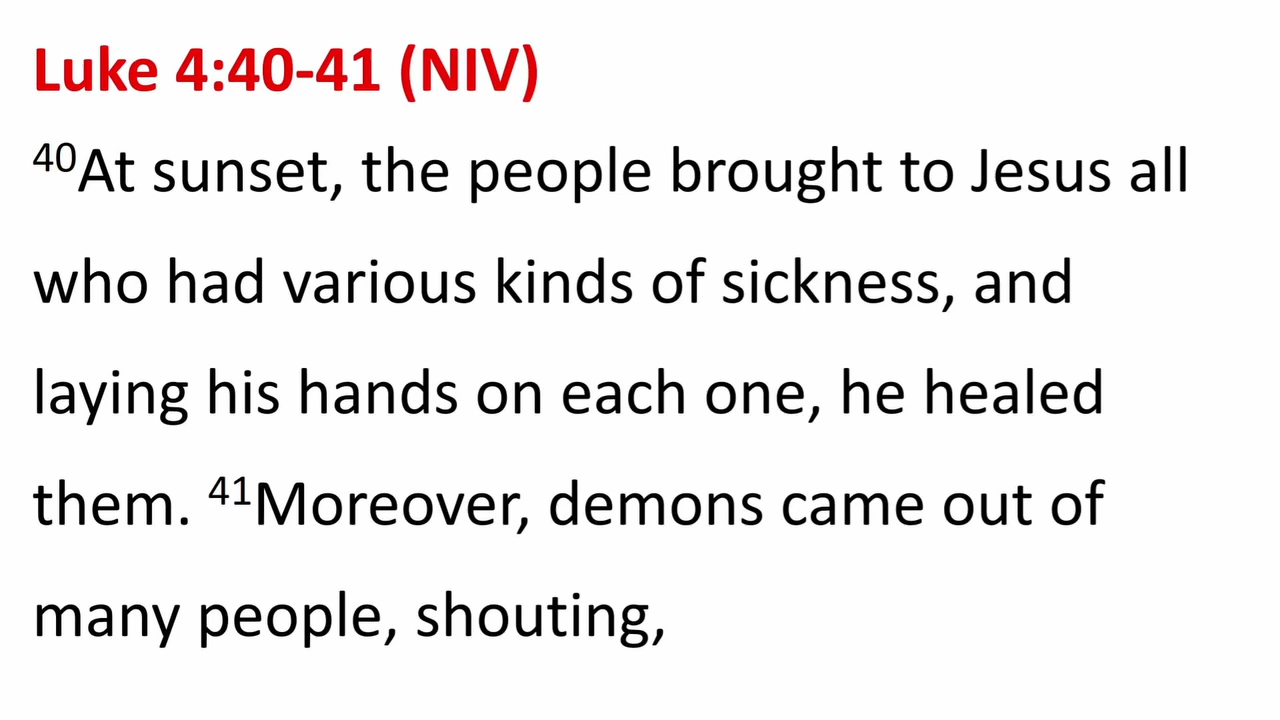 Luke 4:40-41 (NIV)
⁴⁰At sunset, the people brought to Jesus all
who had various kinds of sickness, and
laying his hands on each one, he healed
them. ⁴¹Moreover, demons came out of
many people, shouting,